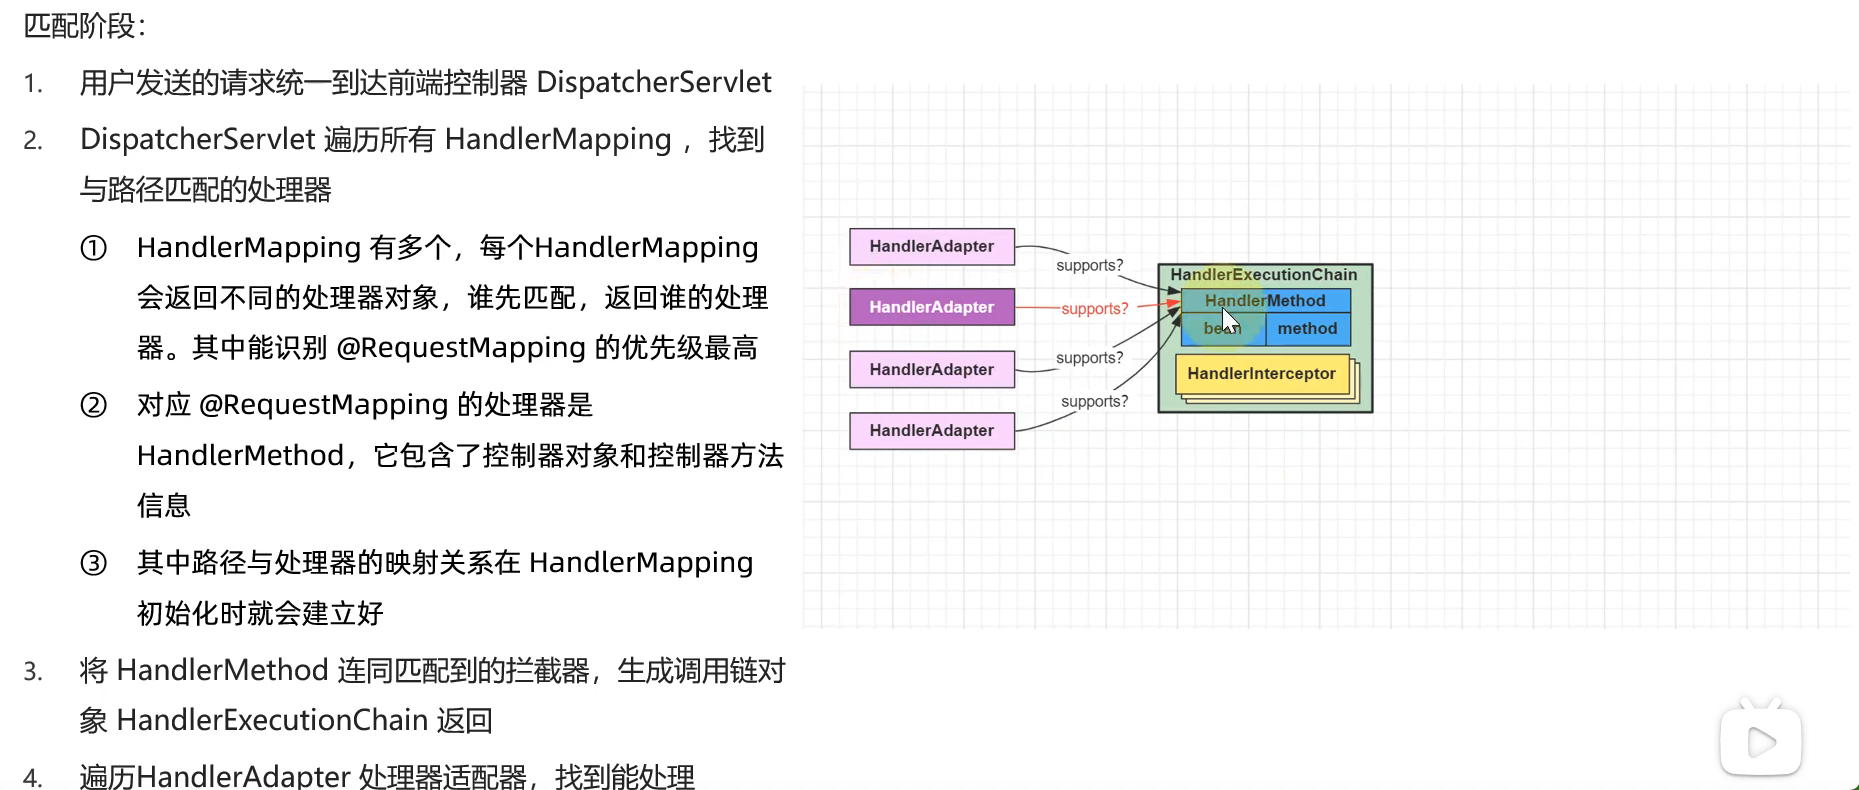 匹配阶段：
1. 用户发送的请求统一到达前端控制器 DispatcherServlet
2. DispatcherServlet 遍历所有 HandlerMapping ，找到
与路径匹配的处理器
① HandlerMapping 有多个，每个HandlerMapping
会返回不同的处理器对象，谁先匹配，返回谁的处理
器。其中能识别 @RequestMapping 的优先级最高
② 对应 @RequestMapping 的处理器是
HandlerMethod，它包含了控制器对象和控制器方法
信息
③ 其中路径与处理器的映射关系在 HandlerMapping
初始化时就会建立好
3. 将 HandlerMethod 连同匹配到的拦截器，生成调用链对
象 HandlerExecutionChain 返回
4. 遍历HandlerAdapter 处理器适配器，找到能处理
HandlerAdapter
supports?
HandlerAdapter
supports?
HandlerAdapter
supports?
HandlerAdapter
supports?
HandlerExecutionChain
HandlerMethod
bean
method
HandlerInterceptor